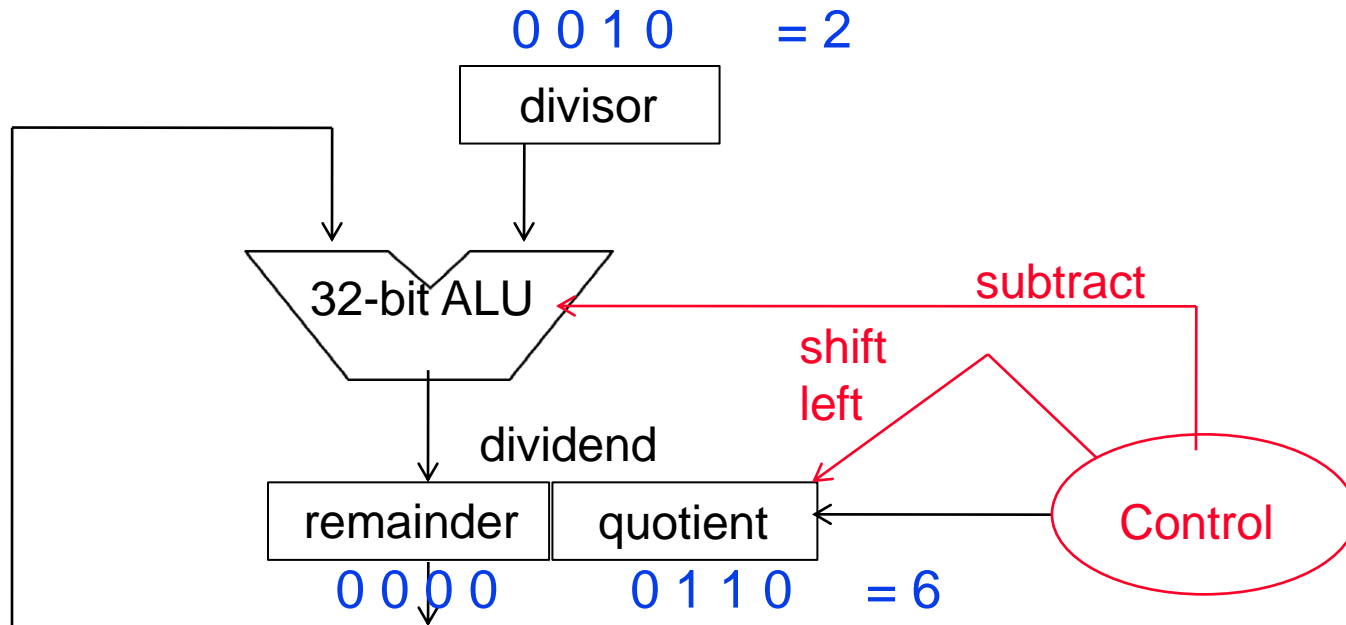 0 0 1 0 = 2
divisor
32-bit ALU
subtract
shift
left
dividend
remainder quotient
Control
0 0 0 0 0 1 1 0 = 6